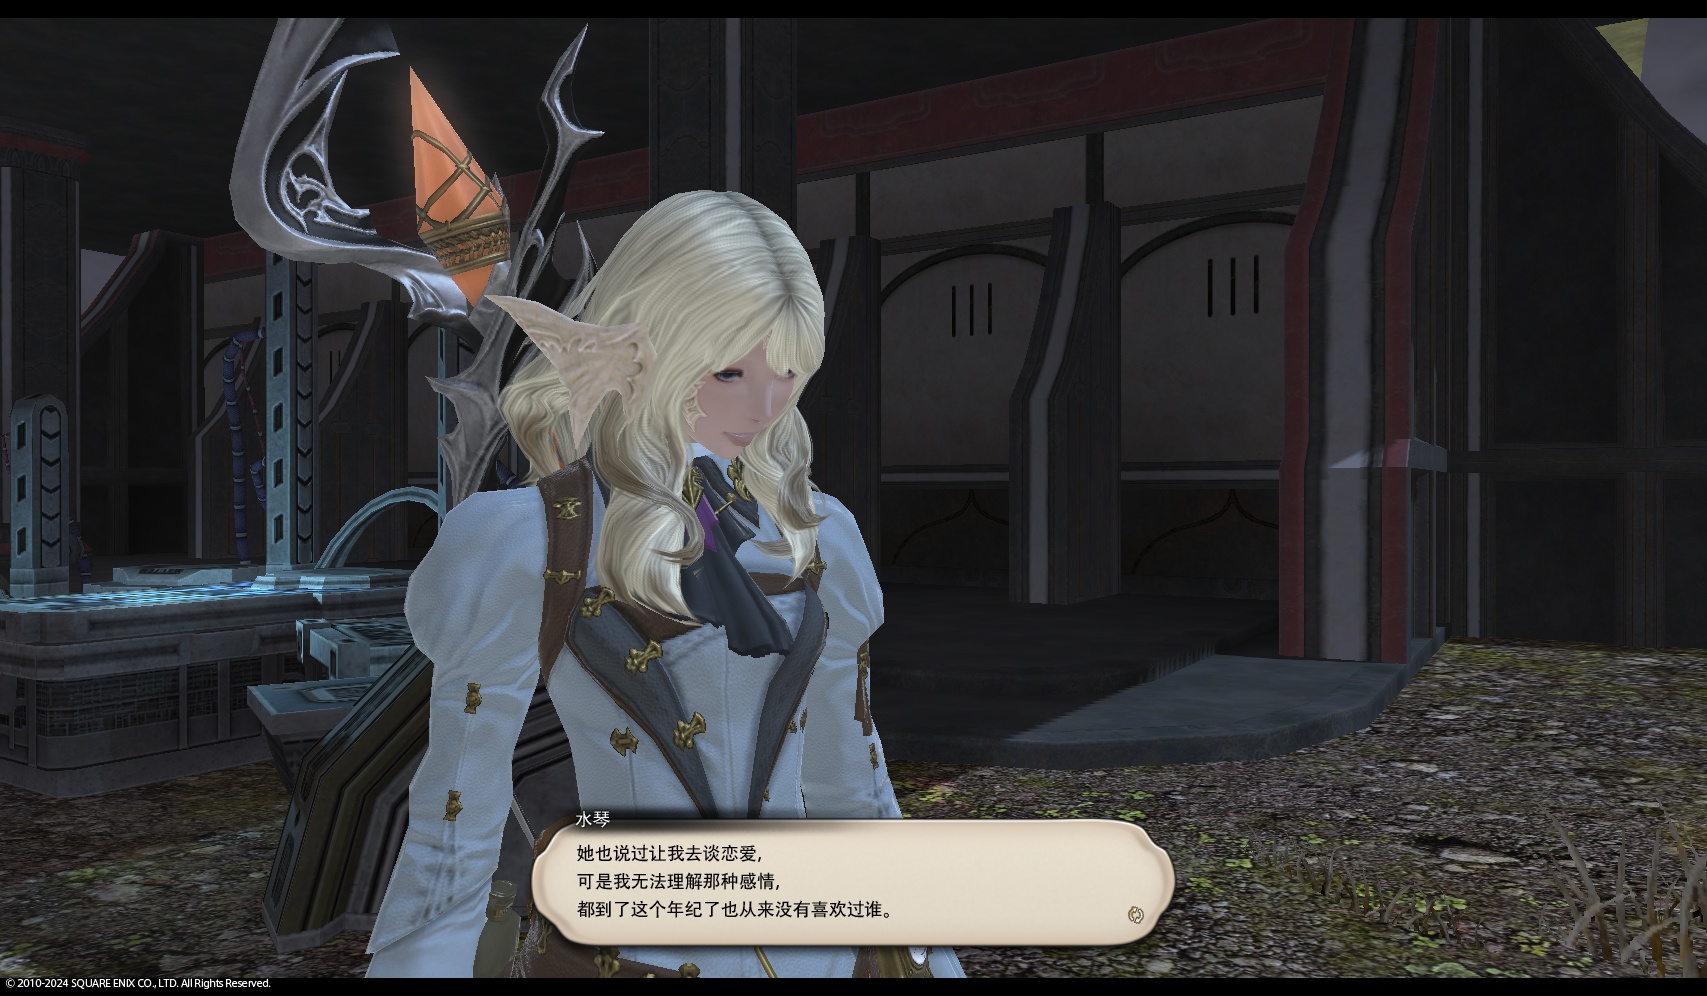 水琴
她也说过让我去谈恋爱,
可是我无法理解那种感情,
都到了这个年纪了也从来没有喜欢过谁。
© 2010-2024 SQUARE ENIX CO., LTD. All Rights Reserved.